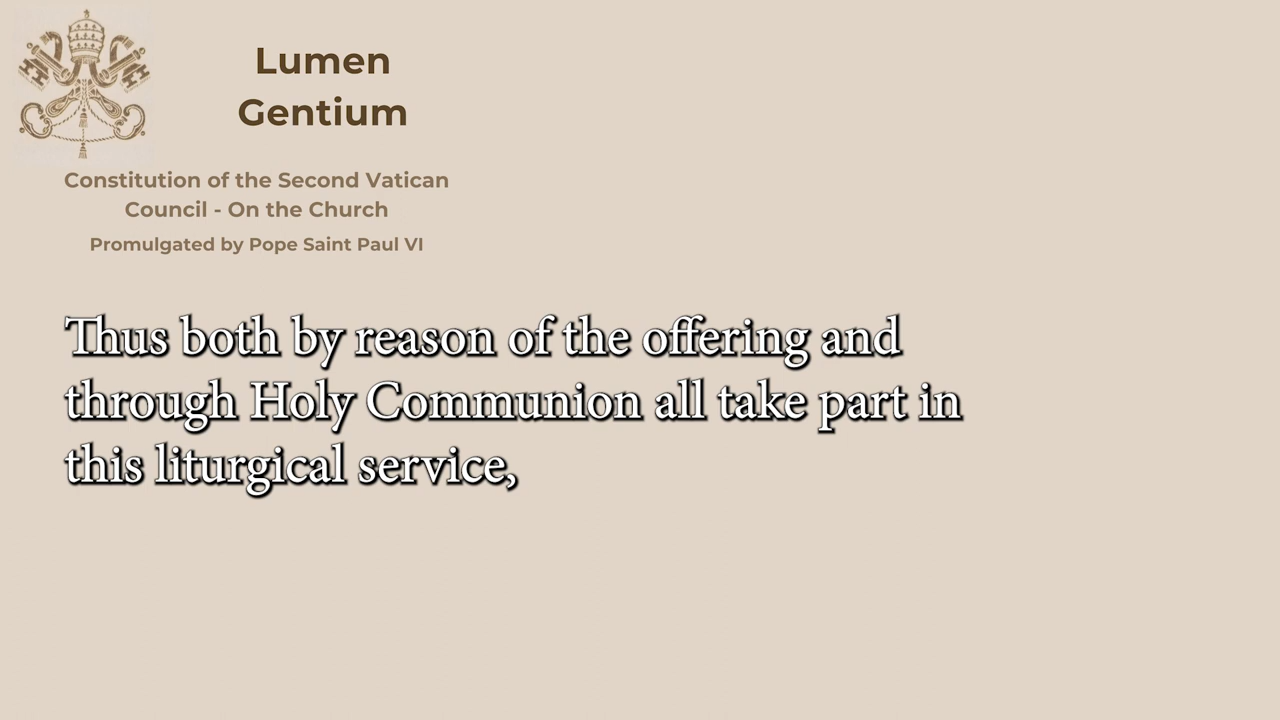 Lumen
Gentium
Constitution of the Second Vatican
Council - On the Church
Promulgated by Pope Saint Paul VI
Thus both by reason of the offering and
through Holy Communion all take part in
this liturgical service,